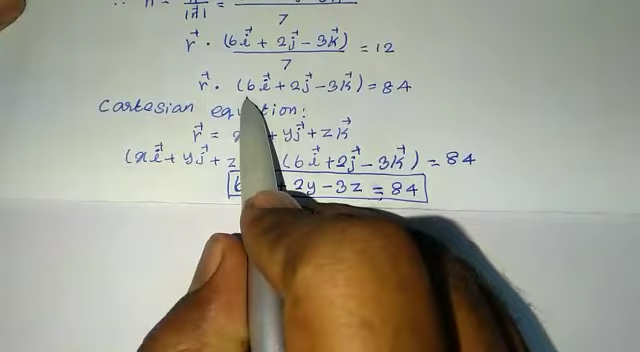 |n⃗| 7
r⃗ · (6i⃗ + 2j⃗ - 3k⃗) / 7 = 12
r⃗ · (6i⃗ + 2j⃗ - 3k⃗) = 84
Cartesian equation:
r⃗ = + yj⃗ + zk⃗
(xi⃗ + yj⃗ + z (6i⃗ + 2j⃗ - 3k⃗) = 84
+ 2y - 3z = 84